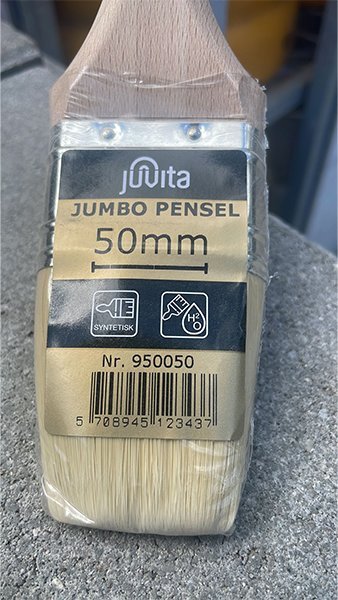 juvita
JUMBO PENSEL
50mm
SYNTETISK
H2O
Nr. 950050
5 708945 123437